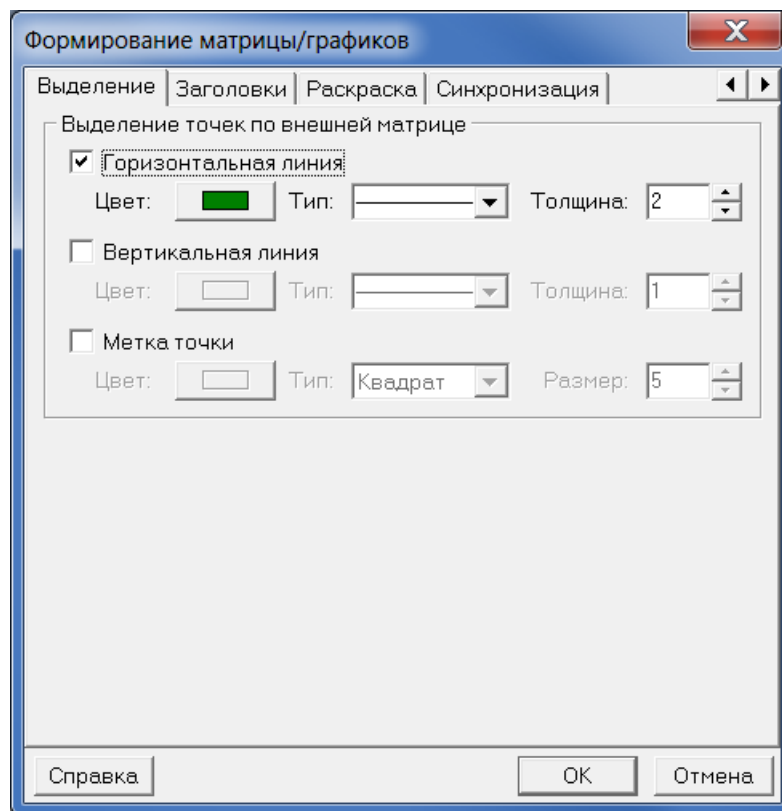 Формирование матрицы/графиков
Выделение Заголовки Раскраска Синхронизация
Выделение точек по внешней матрице
Горизонтальная линия
Цвет: Тип: Толщина: 2
Вертикальная линия
Цвет: Тип: Толщина: 1
Метка точки
Цвет: Тип: Квадрат Размер: 5
Справка OK Отмена